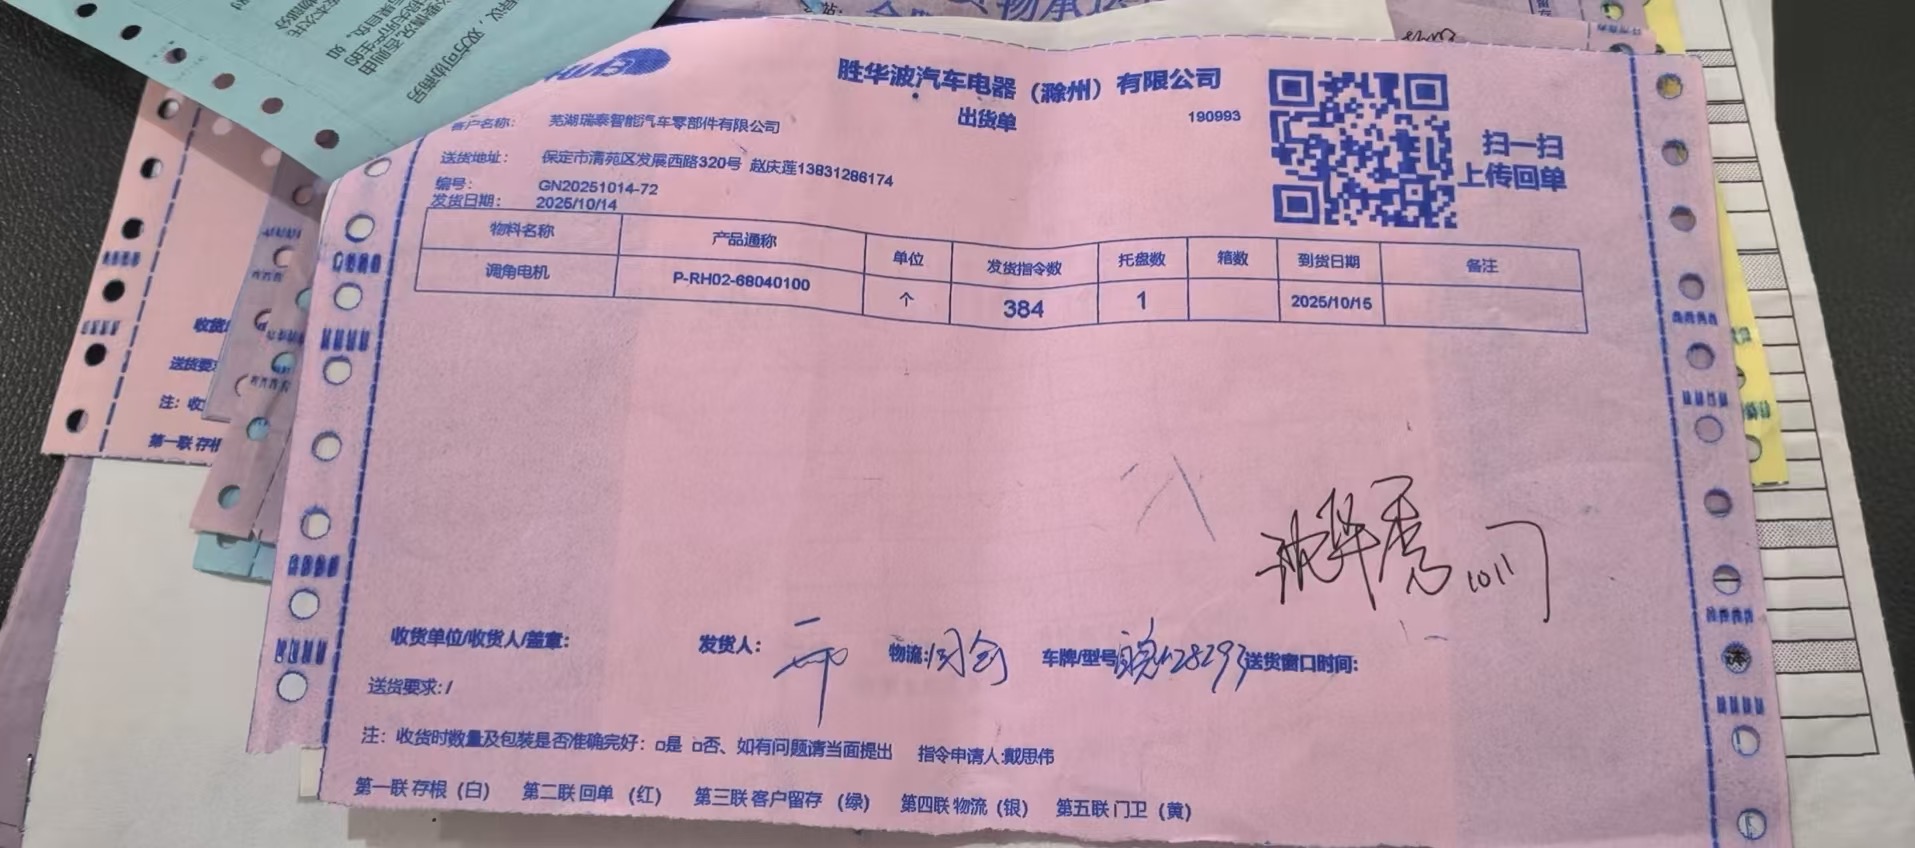 胜华波汽车电器（滁州）有限公司
出货单
190993
扫一扫
上传回单
客户名称： 芜湖瑞泰智能汽车零部件有限公司
送货地址： 保定市清苑区发展西路320号 赵庆莲13831286174
编号： GN20251014-72
发货日期： 2025/10/14
物料名称 产品通称 单位 发货指令数 托盘数 箱数 到货日期 备注
调角电机 P-RH02-68040100 个 384 1 2025/10/15
收货单位/收货人/盖章： 发货人： 物流: 车牌/型号 送货窗口时间:
送货要求: /
注：收货时数量及包装是否准确完好：□是 □否、如有问题请当面提出 指令申请人:戴思伟
第一联 存根（白） 第二联 回单 （红） 第三联 客户留存 （绿） 第四联 物流（银） 第五联 门卫（黄）